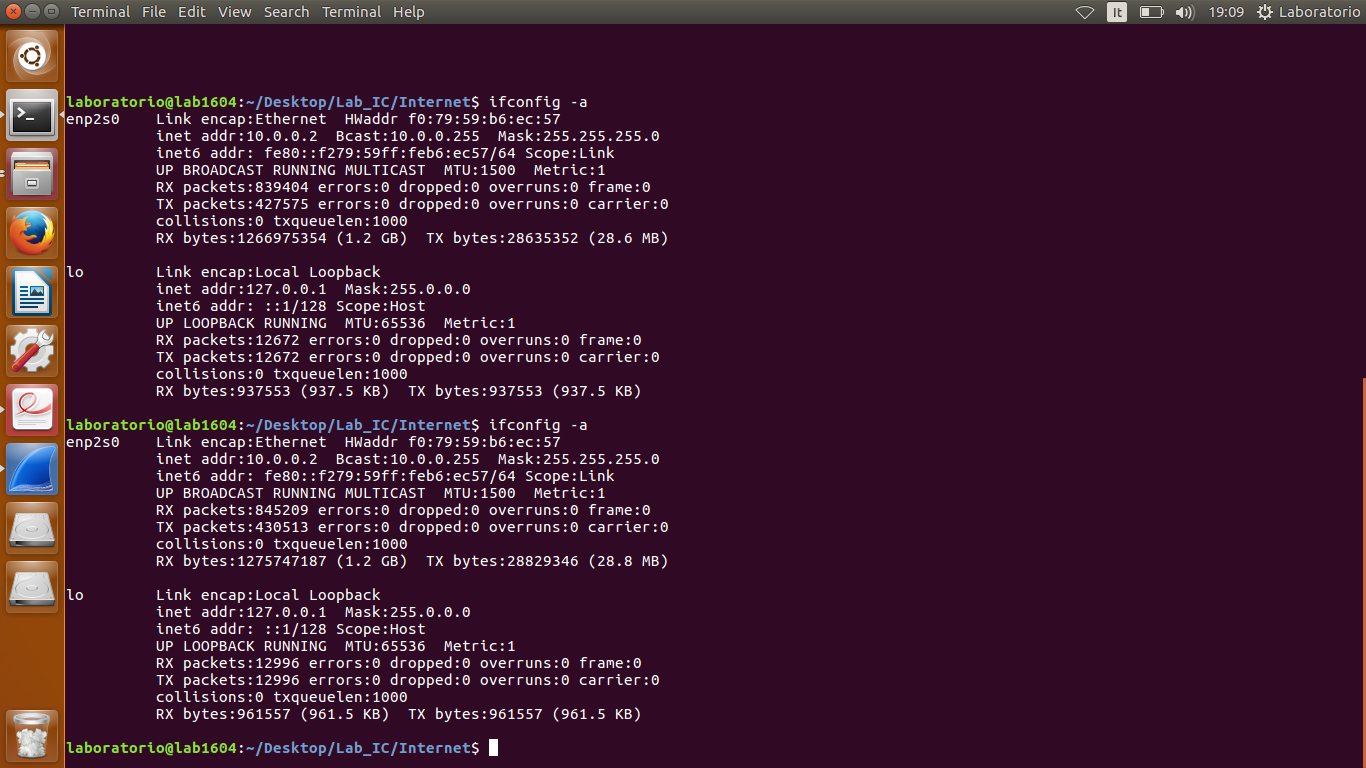 Terminal File Edit View Search Terminal Help It 19:09 Laboratorio
laboratorio@lab1604:~/Desktop/Lab_IC/Internet$ ifconfig -a
enp2s0    Link encap:Ethernet  HWaddr f0:79:59:b6:ec:57
          inet addr:10.0.0.2  Bcast:10.0.0.255  Mask:255.255.255.0
          inet6 addr: fe80::f279:59ff:feb6:ec57/64 Scope:Link
          UP BROADCAST RUNNING MULTICAST  MTU:1500  Metric:1
          RX packets:839404 errors:0 dropped:0 overruns:0 frame:0
          TX packets:427575 errors:0 dropped:0 overruns:0 carrier:0
          collisions:0 txqueuelen:1000
          RX bytes:1266975354 (1.2 GB)  TX bytes:28635352 (28.6 MB)

lo        Link encap:Local Loopback
          inet addr:127.0.0.1  Mask:255.0.0.0
          inet6 addr: ::1/128 Scope:Host
          UP LOOPBACK RUNNING  MTU:65536  Metric:1
          RX packets:12672 errors:0 dropped:0 overruns:0 frame:0
          TX packets:12672 errors:0 dropped:0 overruns:0 carrier:0
          collisions:0 txqueuelen:1000
          RX bytes:937553 (937.5 KB)  TX bytes:937553 (937.5 KB)

laboratorio@lab1604:~/Desktop/Lab_IC/Internet$ ifconfig -a
enp2s0    Link encap:Ethernet  HWaddr f0:79:59:b6:ec:57
          inet addr:10.0.0.2  Bcast:10.0.0.255  Mask:255.255.255.0
          inet6 addr: fe80::f279:59ff:feb6:ec57/64 Scope:Link
          UP BROADCAST RUNNING MULTICAST  MTU:1500  Metric:1
          RX packets:845209 errors:0 dropped:0 overruns:0 frame:0
          TX packets:430513 errors:0 dropped:0 overruns:0 carrier:0
          collisions:0 txqueuelen:1000
          RX bytes:1275747187 (1.2 GB)  TX bytes:28829346 (28.8 MB)

lo        Link encap:Local Loopback
          inet addr:127.0.0.1  Mask:255.0.0.0
          inet6 addr: ::1/128 Scope:Host
          UP LOOPBACK RUNNING  MTU:65536  Metric:1
          RX packets:12996 errors:0 dropped:0 overruns:0 frame:0
          TX packets:12996 errors:0 dropped:0 overruns:0 carrier:0
          collisions:0 txqueuelen:1000
          RX bytes:961557 (961.5 KB)  TX bytes:961557 (961.5 KB)

laboratorio@lab1604:~/Desktop/Lab_IC/Internet$